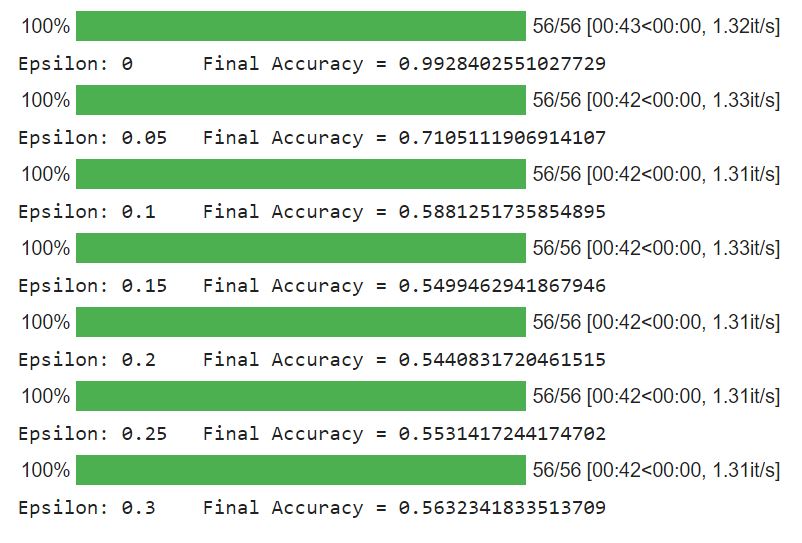 100% 56/56 [00:43<00:00, 1.32it/s]
Epsilon: 0 Final Accuracy = 0.9928402551027729
100% 56/56 [00:42<00:00, 1.33it/s]
Epsilon: 0.05 Final Accuracy = 0.7105111906914107
100% 56/56 [00:42<00:00, 1.31it/s]
Epsilon: 0.1 Final Accuracy = 0.5881251735854895
100% 56/56 [00:42<00:00, 1.33it/s]
Epsilon: 0.15 Final Accuracy = 0.5499462941867946
100% 56/56 [00:42<00:00, 1.31it/s]
Epsilon: 0.2 Final Accuracy = 0.5440831720461515
100% 56/56 [00:42<00:00, 1.31it/s]
Epsilon: 0.25 Final Accuracy = 0.5531417244174702
100% 56/56 [00:42<00:00, 1.31it/s]
Epsilon: 0.3 Final Accuracy = 0.5632341833513709